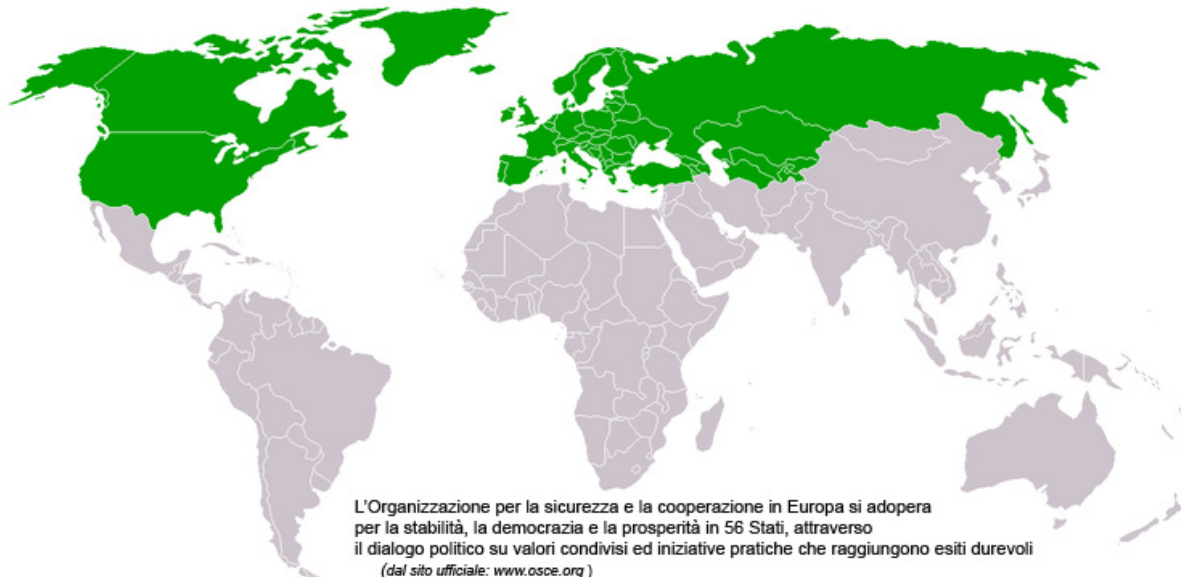 L'Organizzazione per la sicurezza e la cooperazione in Europa si adopera
per la stabilità, la democrazia e la prosperità in 56 Stati, attraverso
il dialogo politico su valori condivisi ed iniziative pratiche che raggiungono esiti durevoli
(dal sito ufficiale: www.osce.org )